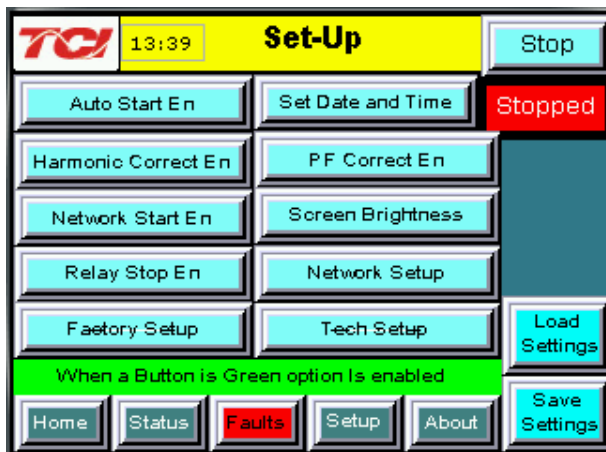 TCI 13:39 Set-Up Stop
Auto Start En Set Date and Time Stopped
Harmonic Correct En PF Correct En
Network Start En Screen Brightness
Relay Stop En Network Setup
Factory Setup Tech Setup Load
Settings
When a Button is Green option Is enabled
Home Status Faults Setup About Save
Settings